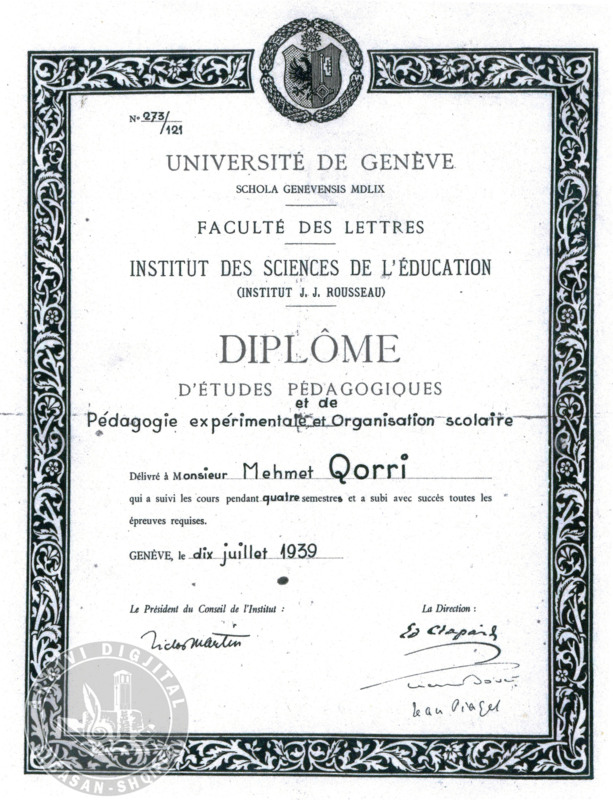 Nº 273/121
UNIVERSITÉ DE GENÈVE
SCHOLA GENEVENSIS MDLIX
FACULTÉ DES LETTRES
INSTITUT DES SCIENCES DE L'ÉDUCATION
(INSTITUT J. J. ROUSSEAU)
DIPLÔME
D'ÉTUDES PÉDAGOGIQUES
et de
Pédagogie expérimentale et Organisation scolaire
Délivré à Monsieur Mehmet Qorri
qui a suivi les cours pendant quatre semestres et a subi avec succès toutes les
épreuves requises.
GENÈVE, le dix juillet 1939
Le Président du Conseil de l'Institut :
La Direction :
Victor Martin
Ed Claparède
Jean Piaget
DIGJITAL